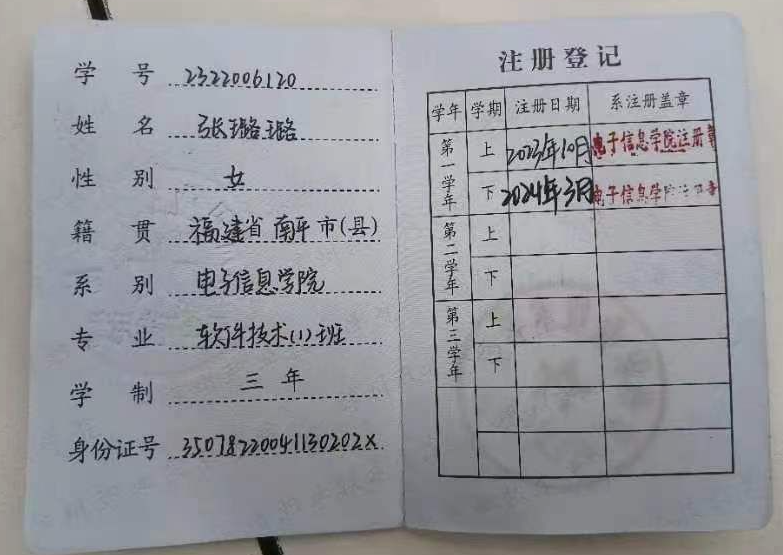 学号 2322006120
姓名 张璐璐
性别 女
籍贯 福建省南平市(县)
系别 电子信息学院
专业 软件技术(1)班
学制 三年
身份证号 35078220041130202X
注册登记
学年 学期 注册日期 系注册盖章
第一学年 上 2023年10月 电子信息学院注册章
下 2024年3月 电子信息学院注册章
第二学年 上
下
第三学年 上
下